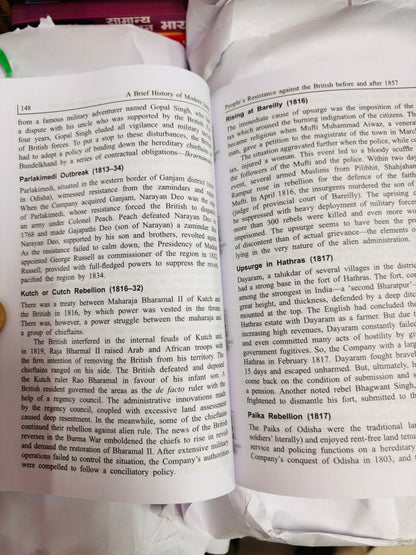 सामान्य
148
A Brief History of Modern
from a famous military adventurer named Gopal Singh, who
a dispute with his uncle who was supported by the British
four years, Gopal Singh eluded all vigilance and military tactics
of British forces. To put a stop to these disturbances, the British
had to adopt a policy of binding down the hereditary chieftains
Bundelkhand by a series of contractual obligations—
Parlakimedi Outbreak (1813–34)
Parlakimedi, situated in the western border of Ganjam district (now
in Odisha), witnessed resistance from the zamindars and
When the Company acquired Ganjam, Narayan Deo was the
of Parlakimedi, whose resistance forced the British to dispatch
an army under Colonel Peach. Peach defeated Narayan Deo in
1768 and made Gajapathi Deo (son of Narayan) a zamindar. But
Narayan Deo, supported by his son and brothers, revolted
As the resistance failed to calm down, the Presidency of
appointed George Russell as commissioner of the region in 1832.
Russell, provided with full-fledged powers to suppress the revolt,
pacified the region by 1834.
Kutch or Cutch Rebellion (1816–32)
There was a treaty between Maharaja Bharamal II of Kutch and
the British in 1816, by which power was vested in the throne.
There was, however, a power struggle between the maharaja and
a group of chieftains.
The British interfered in the internal feuds of Kutch and,
in 1819, Raja Bharmal II raised Arab and African troops with
the firm intention of removing the British from his territory. The
chieftains ranged on his side. The British defeated and deposed
the Kutch ruler Rao Bharamal in favour of his infant son. A
British resident governed the areas as the de facto ruler with the
help of a regency council. The administrative innovations made
by the regency council, coupled with excessive land assessment
caused deep resentment. In the meanwhile, some of the chieftains
continued their rebellion against alien rule. The news of the British
reverses in the Burma War emboldened the chiefs to rise in revolt
and demand the restoration of Bharamal II. After extensive military
operations failed to control the situation, the Company's authorities
were compelled to follow a conciliatory policy.
People's Resistance against the British before and after 1857
Rising at Bareilly (1816)
The immediate cause of upsurge was the imposition of the
tax which aroused the burning indignation of the citizens. The
became religious when Mufti Muhammad Aiwaz, a venerated
man, gave a petition to the magistrate of the town in March
The situation aggravated further when the police, while
tax, injured a woman. This event led to a bloody scuffle
the followers of the Mufti and the police. Within two days
event, several armed Muslims from Pilibhit, Shahjahanpur
Rampur rose in rebellion for the defence of the faith
Mufti. In April 1816, the insurgents murdered the son
(judge of provincial court of Bareilly). The uprising could
be suppressed with heavy deployment of military forces
more than 300 rebels were killed and even more
imprisoned. The upsurge seems to have been the
of discontent than of actual grievance—the elements of
lying in the very nature of the alien administration.
Upsurge in Hathras (1817)
Dayaram, a talukdar of several villages in the district
had a strong base in the fort of Hathras. The fort,
among the strongest in India—a 'second Bharatpur'—
great height, and thickness, defended by a deep
mounted at the top. The English had concluded the
Hathras estate with Dayaram as a farmer. But due to
increasing high revenues, Dayaram constantly failed
and even committed many acts of hostility by
government fugitives. So, the Company with a large
Hathras in February 1817. Dayaram fought bravely
15 days and escaped unharmed. But, ultimately,
come back on the condition of submission and
a pension. Another noted rebel Bhagwant Singh,
frightened to dismantle his fort, submitted to the
Paika Rebellion (1817)
The Paiks of Odisha were the traditional
soldiers' literally) and enjoyed rent-free land
service and policing functions on a hereditary
Company's conquest of Odisha in 1803, and